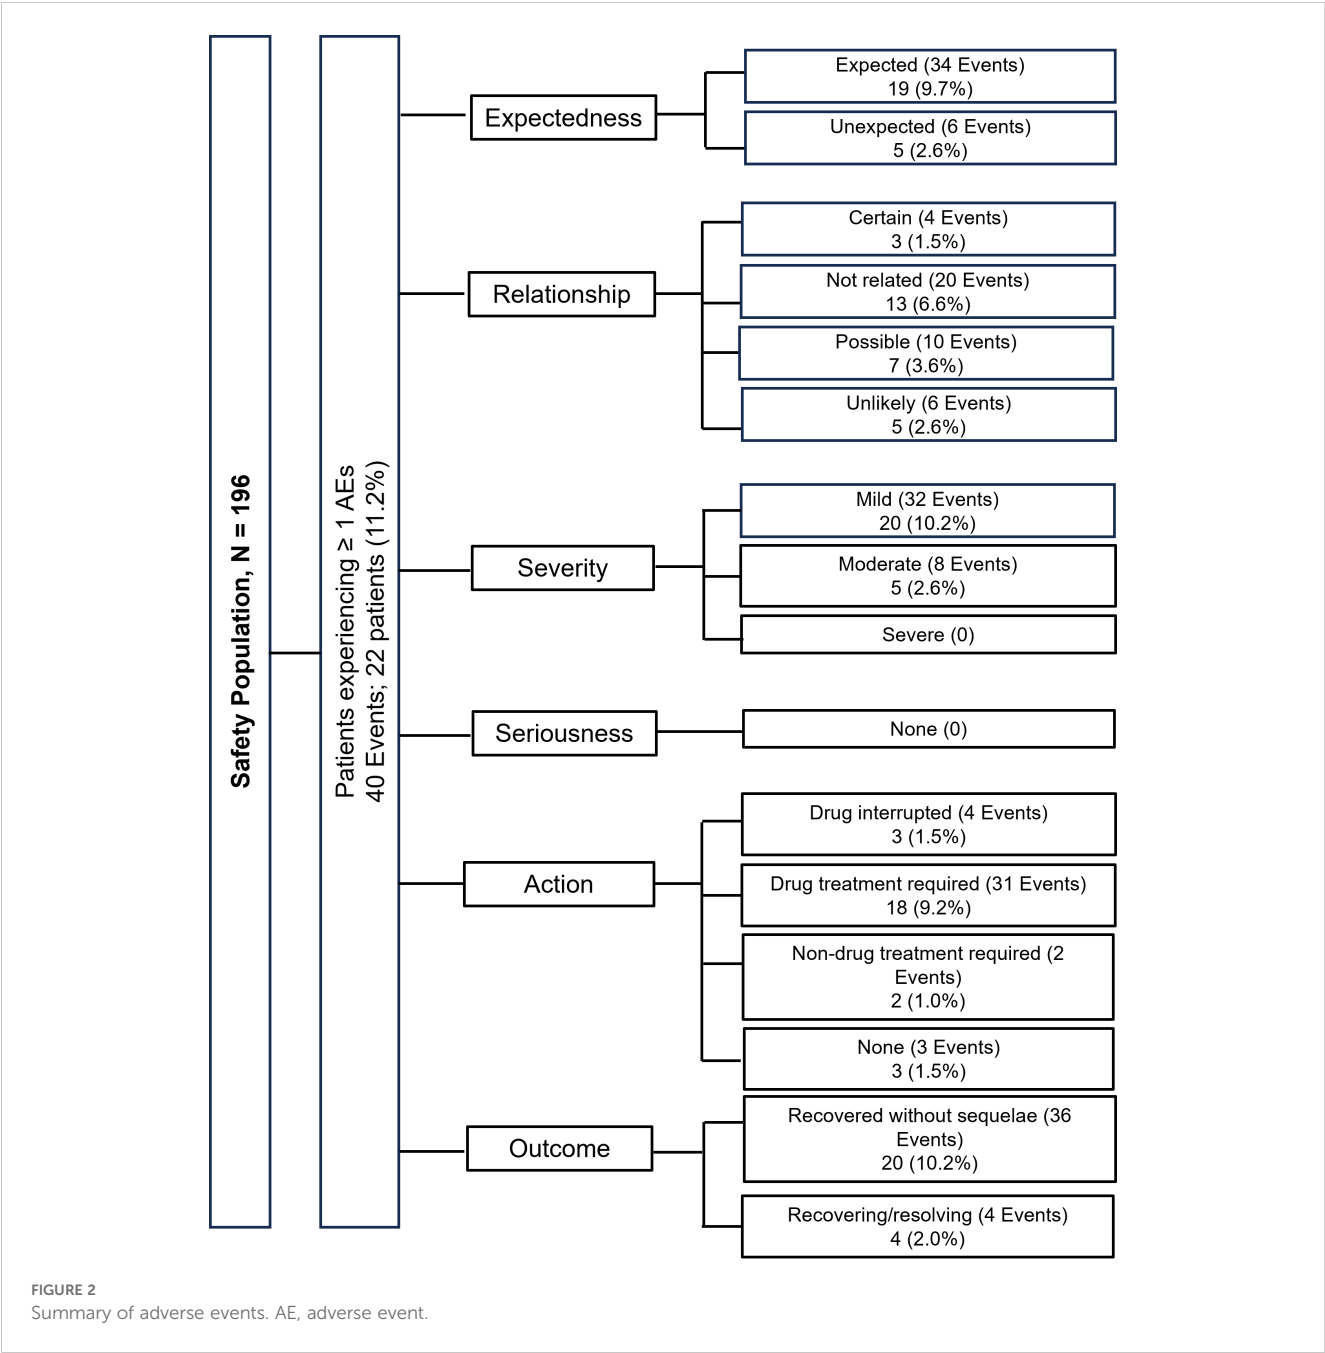 Safety Population, N = 196
Patients experiencing ≥ 1 AEs
40 Events; 22 patients (11.2%)
Expectedness
Expected (34 Events)
19 (9.7%)
Unexpected (6 Events)
5 (2.6%)
Relationship
Certain (4 Events)
3 (1.5%)
Not related (20 Events)
13 (6.6%)
Possible (10 Events)
7 (3.6%)
Unlikely (6 Events)
5 (2.6%)
Severity
Mild (32 Events)
20 (10.2%)
Moderate (8 Events)
5 (2.6%)
Severe (0)
Seriousness
None (0)
Action
Drug interrupted (4 Events)
3 (1.5%)
Drug treatment required (31 Events)
18 (9.2%)
Non-drug treatment required (2
Events)
2 (1.0%)
None (3 Events)
3 (1.5%)
Outcome
Recovered without sequelae (36
Events)
20 (10.2%)
Recovering/resolving (4 Events)
4 (2.0%)
FIGURE 2
Summary of adverse events. AE, adverse event.